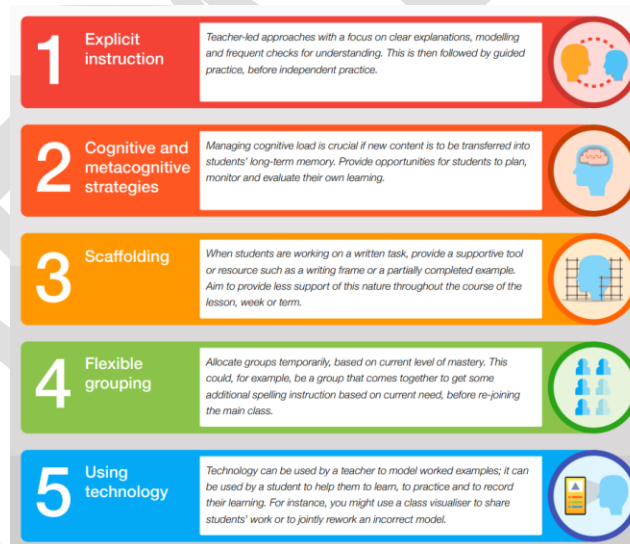 1
Explicit
instruction
Teacher-led approaches with a focus on clear explanations, modelling
and frequent checks for understanding. This is then followed by guided
practice, before independent practice.
2
Cognitive and
metacognitive
strategies
Managing cognitive load is crucial if new content is to be transferred into
students' long-term memory. Provide opportunities for students to plan,
monitor and evaluate their own learning.
3
Scaffolding
When students are working on a written task, provide a supportive tool
or resource such as a writing frame or a partially completed example.
Aim to provide less support of this nature throughout the course of the
lesson, week or term.
4
Flexible
grouping
Allocate groups temporarily, based on current level of mastery. This
could, for example, be a group that comes together to get some
additional spelling instruction based on current need, before re-joining
the main class.
5
Using
technology
Technology can be used by a teacher to model worked examples; it can
be used by a student to help them to learn, to practice and to record
their learning. For instance, you might use a class visualiser to share
students' work or to jointly rework an incorrect model.